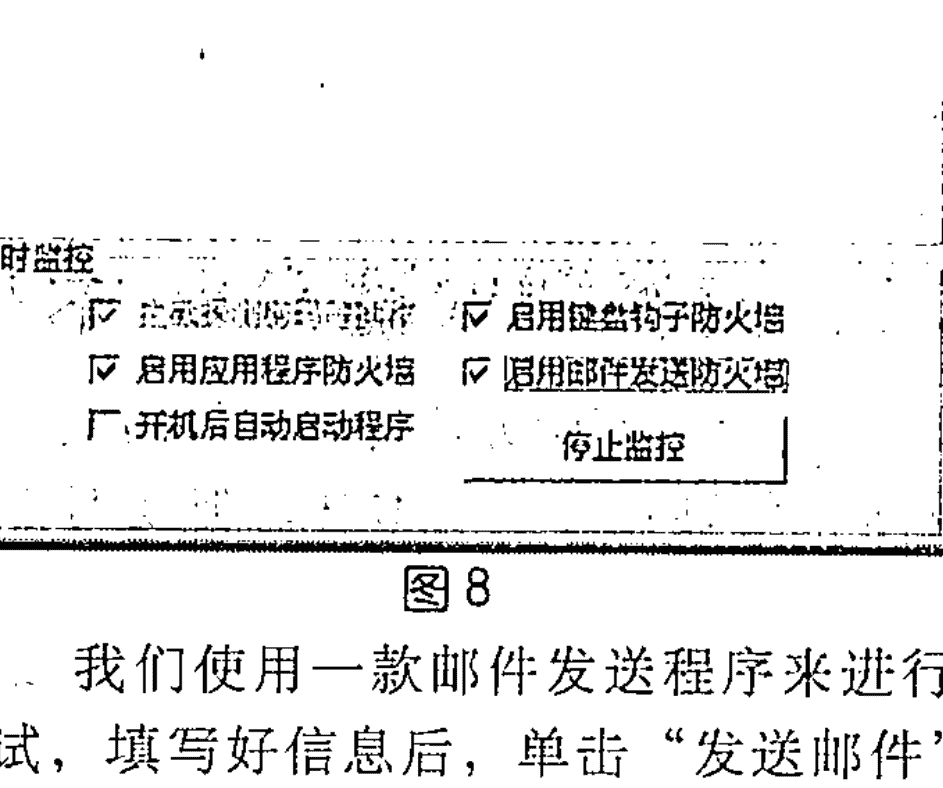 时监控
启用键盘钩子防火墙
启用应用程序防火墙 启用邮件发送防火墙
开机后自动启动程序
停止监控
图8
我们使用一款邮件发送程序来进行
试，填写好信息后，单击“发送邮件”